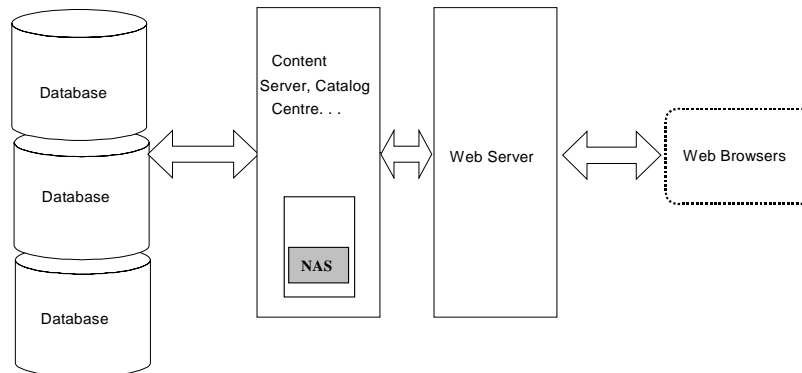 Database
Database
Database
Content
Server, Catalog
Centre. . .
NAS
Web Server
Web Browsers